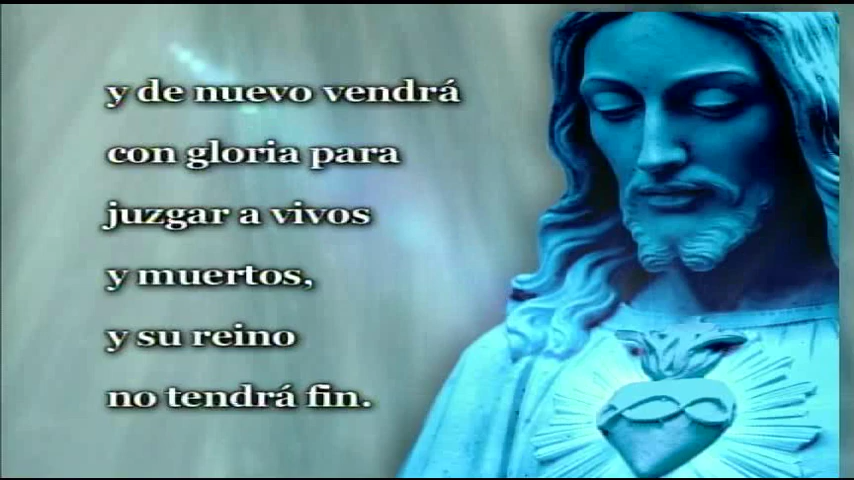 y de nuevo vendrá
con gloria para
juzgar a vivos
y muertos,
y su reino
no tendrá fin.